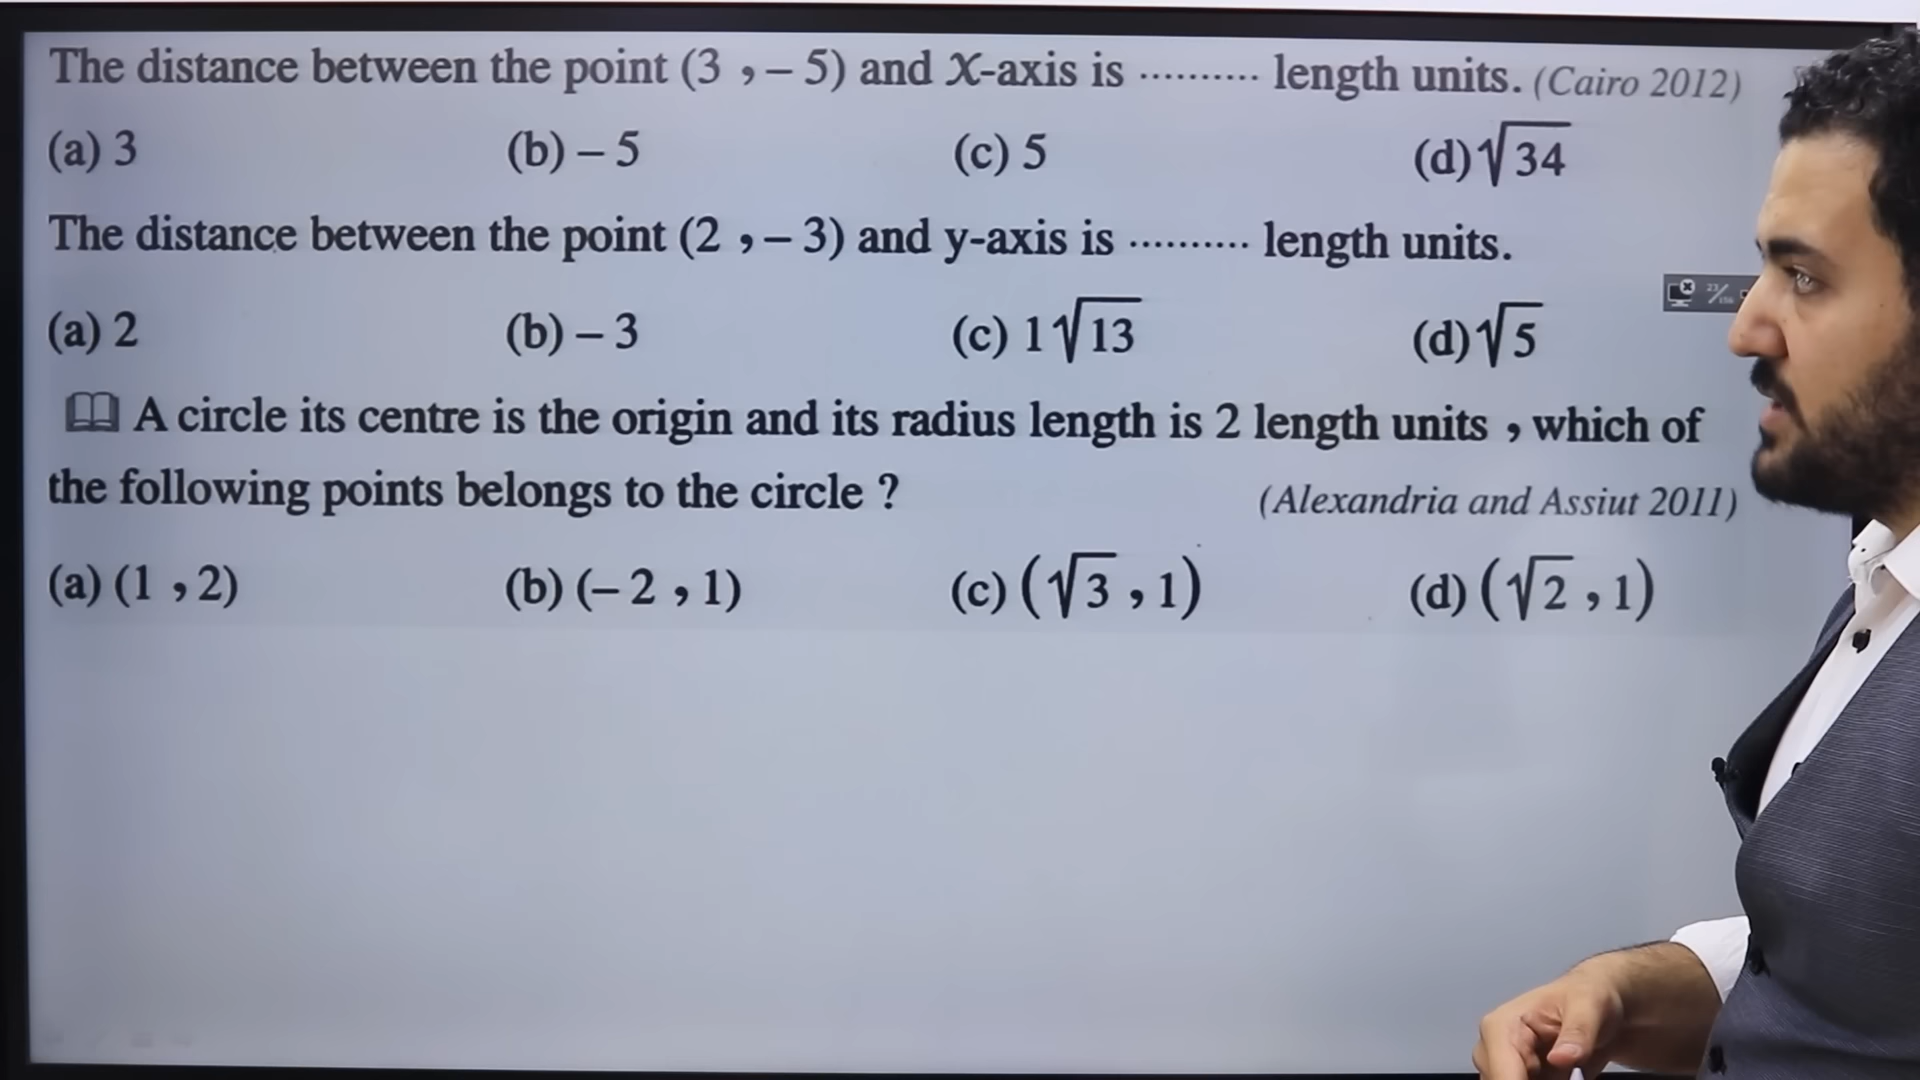 The distance between the point (3 , – 5) and X-axis is ·········· length units. (Cairo 2012)
(a) 3 (b) – 5 (c) 5 (d) √34
The distance between the point (2 , – 3) and y-axis is ·········· length units.
(a) 2 (b) – 3 (c) 1 √13 (d) √5
A circle its centre is the origin and its radius length is 2 length units , which of
the following points belongs to the circle ?
(Alexandria and Assiut 2011)
(a) (1 , 2) (b) (– 2 , 1) (c) (√3 , 1) (d) (√2 , 1)